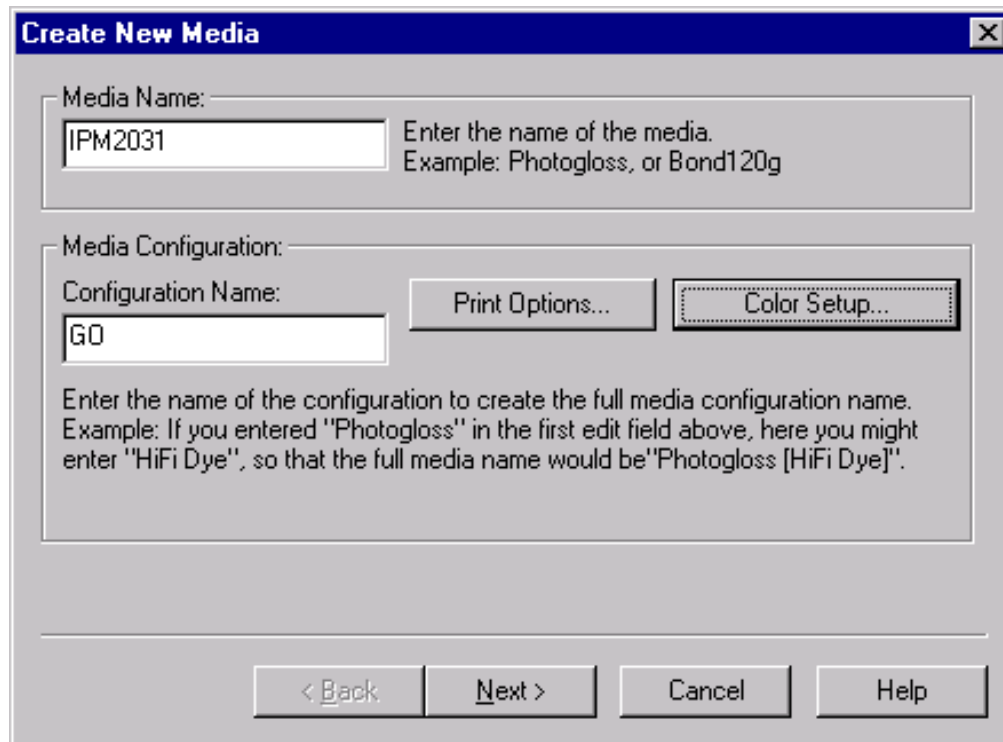 Create New Media
Media Name:
IPM2031
Enter the name of the media.
Example: Photogloss, or Bond120g
Media Configuration:
Configuration Name:
Print Options...
Color Setup...
GO
Enter the name of the configuration to create the full media configuration name.
Example: If you entered "Photogloss" in the first edit field above, here you might
enter "HiFi Dye", so that the full media name would be"Photogloss [HiFi Dye]".
< Back
Next >
Cancel
Help